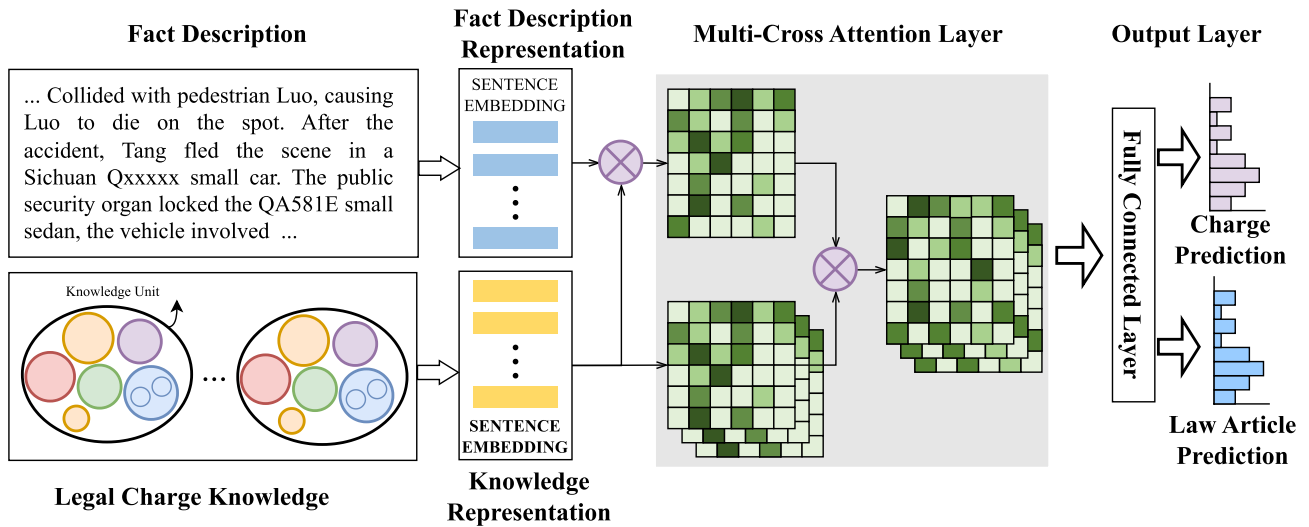 Fact Description
Fact Description
Representation
Multi-Cross Attention Layer
Output Layer
... Collided with pedestrian Luo, causing
Luo to die on the spot. After the
accident, Tang fled the scene in a
Sichuan Qxxxxx small car. The public
security organ locked the QA581E small
sedan, the vehicle involved ...
SENTENCE
EMBEDDING
Knowledge Unit
...
SENTENCE
EMBEDDING
Fully Connected Layer
Charge
Prediction
Law Article
Prediction
Legal Charge Knowledge
Knowledge
Representation